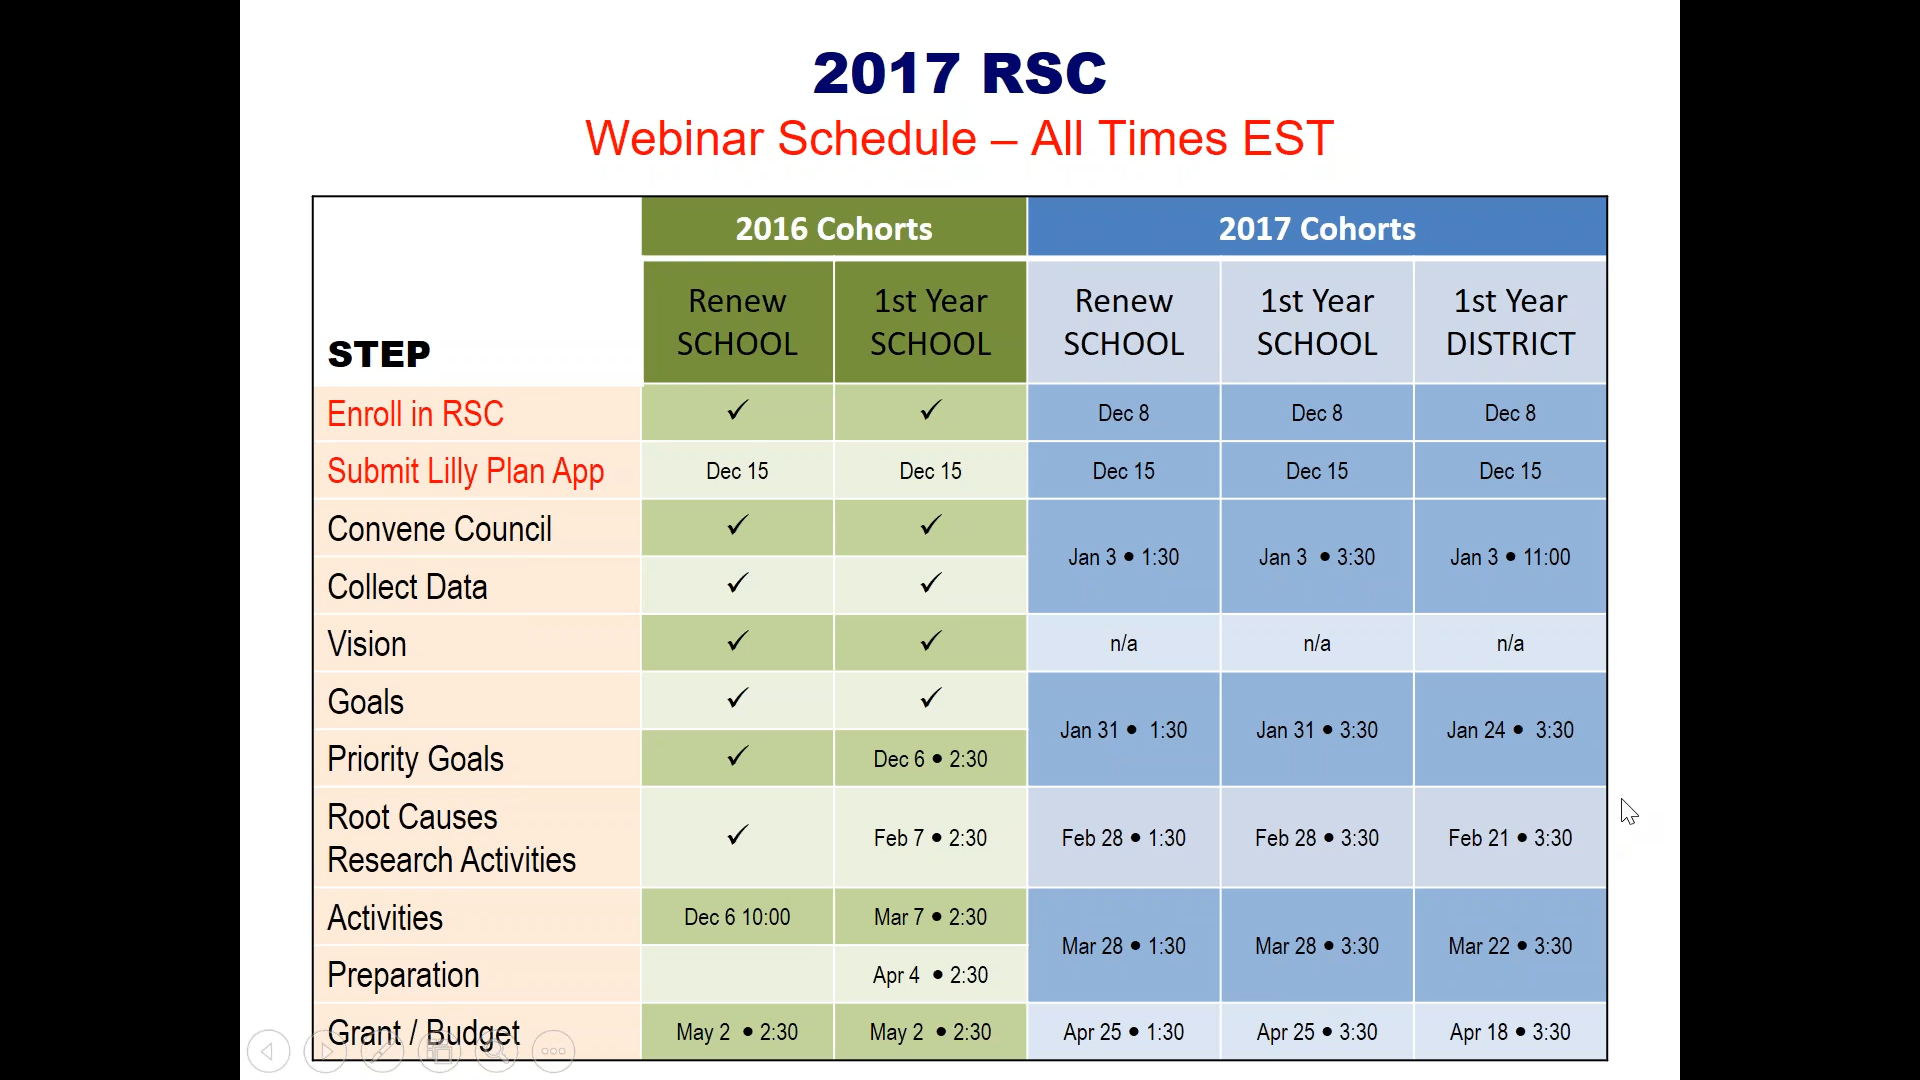 2017 RSC
Webinar Schedule – All Times EST
2016 Cohorts 2017 Cohorts
STEP
Renew
SCHOOL
1st Year
SCHOOL
Renew
SCHOOL
1st Year
SCHOOL
1st Year
DISTRICT
Enroll in RSC ✓ ✓ Dec 8 Dec 8 Dec 8
Submit Lilly Plan App Dec 15 Dec 15 Dec 15 Dec 15 Dec 15
Convene Council ✓ ✓
Jan 3 • 1:30 Jan 3 • 3:30 Jan 3 • 11:00
Collect Data ✓ ✓
Vision ✓ ✓ n/a n/a n/a
Goals ✓ ✓
Jan 31 • 1:30 Jan 31 • 3:30 Jan 24 • 3:30
Priority Goals ✓ Dec 6 • 2:30
Root Causes
Research Activities
✓ Feb 7 • 2:30 Feb 28 • 1:30 Feb 28 • 3:30 Feb 21 • 3:30
Activities Dec 6 10:00 Mar 7 • 2:30
Mar 28 • 1:30 Mar 28 • 3:30 Mar 22 • 3:30
Preparation Apr 4 • 2:30
Grant / Budget May 2 • 2:30 May 2 • 2:30 Apr 25 • 1:30 Apr 25 • 3:30 Apr 18 • 3:30